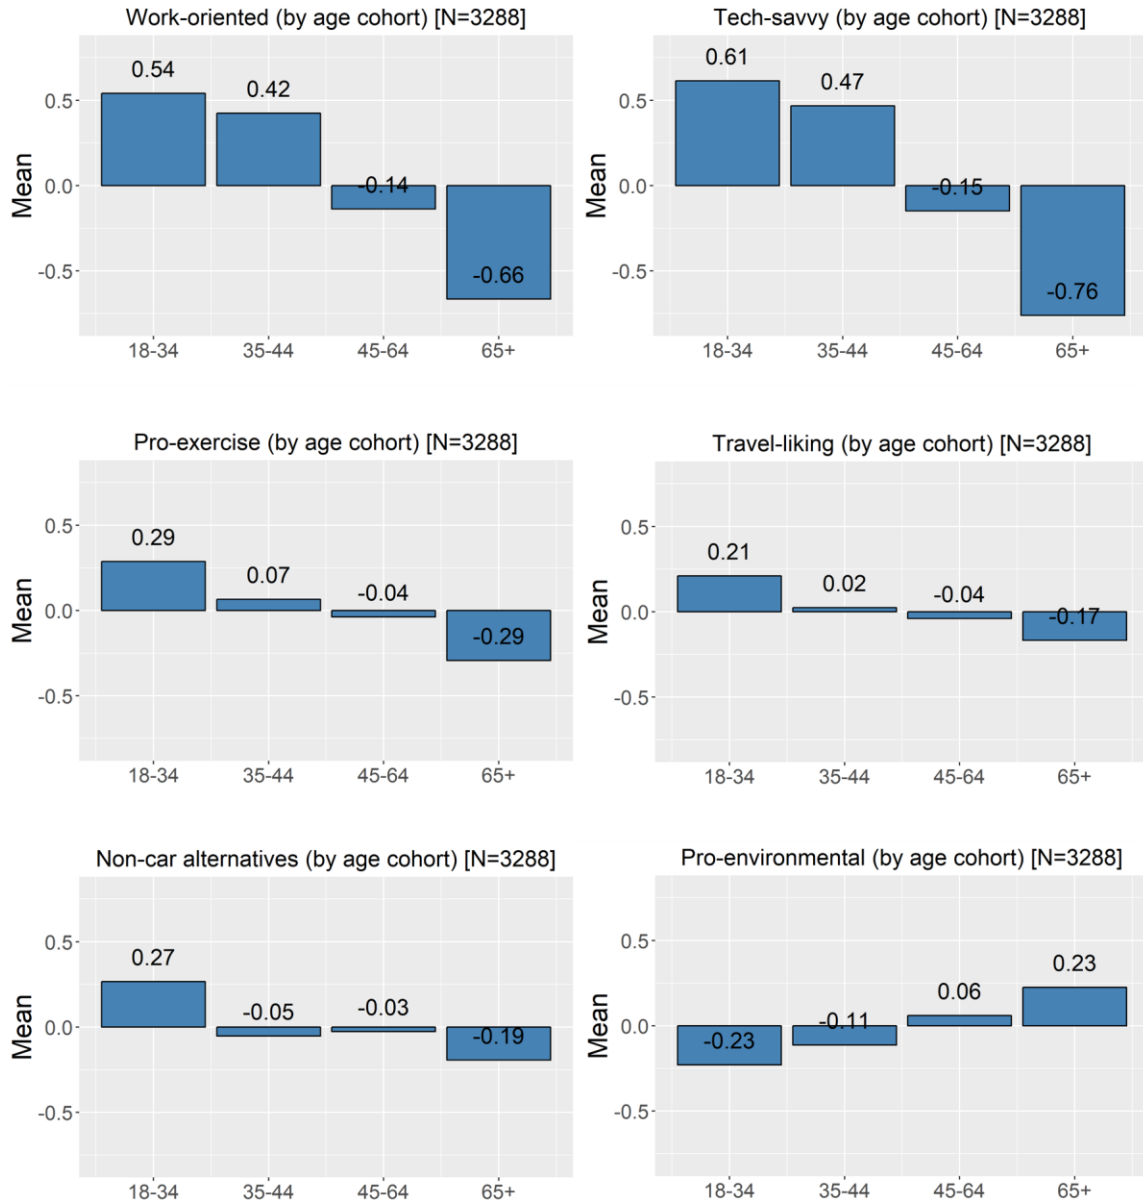 Work-oriented (by age cohort) [N=3288]
0.54
0.42
-0.14
-0.66
0.5
0.0
-0.5
Mean
18-34 35-44 45-64 65+
Tech-savvy (by age cohort) [N=3288]
0.61
0.47
-0.15
-0.76
0.5
0.0
-0.5
Mean
18-34 35-44 45-64 65+
Pro-exercise (by age cohort) [N=3288]
0.29
0.07
-0.04
-0.29
0.5
0.0
-0.5
Mean
18-34 35-44 45-64 65+
Travel-liking (by age cohort) [N=3288]
0.21
0.02
-0.04
-0.17
0.5
0.0
-0.5
Mean
18-34 35-44 45-64 65+
Non-car alternatives (by age cohort) [N=3288]
0.27
-0.05
-0.03
-0.19
0.5
0.0
-0.5
Mean
18-34 35-44 45-64 65+
Pro-environmental (by age cohort) [N=3288]
-0.23
-0.11
0.06
0.23
0.5
0.0
-0.5
Mean
18-34 35-44 45-64 65+